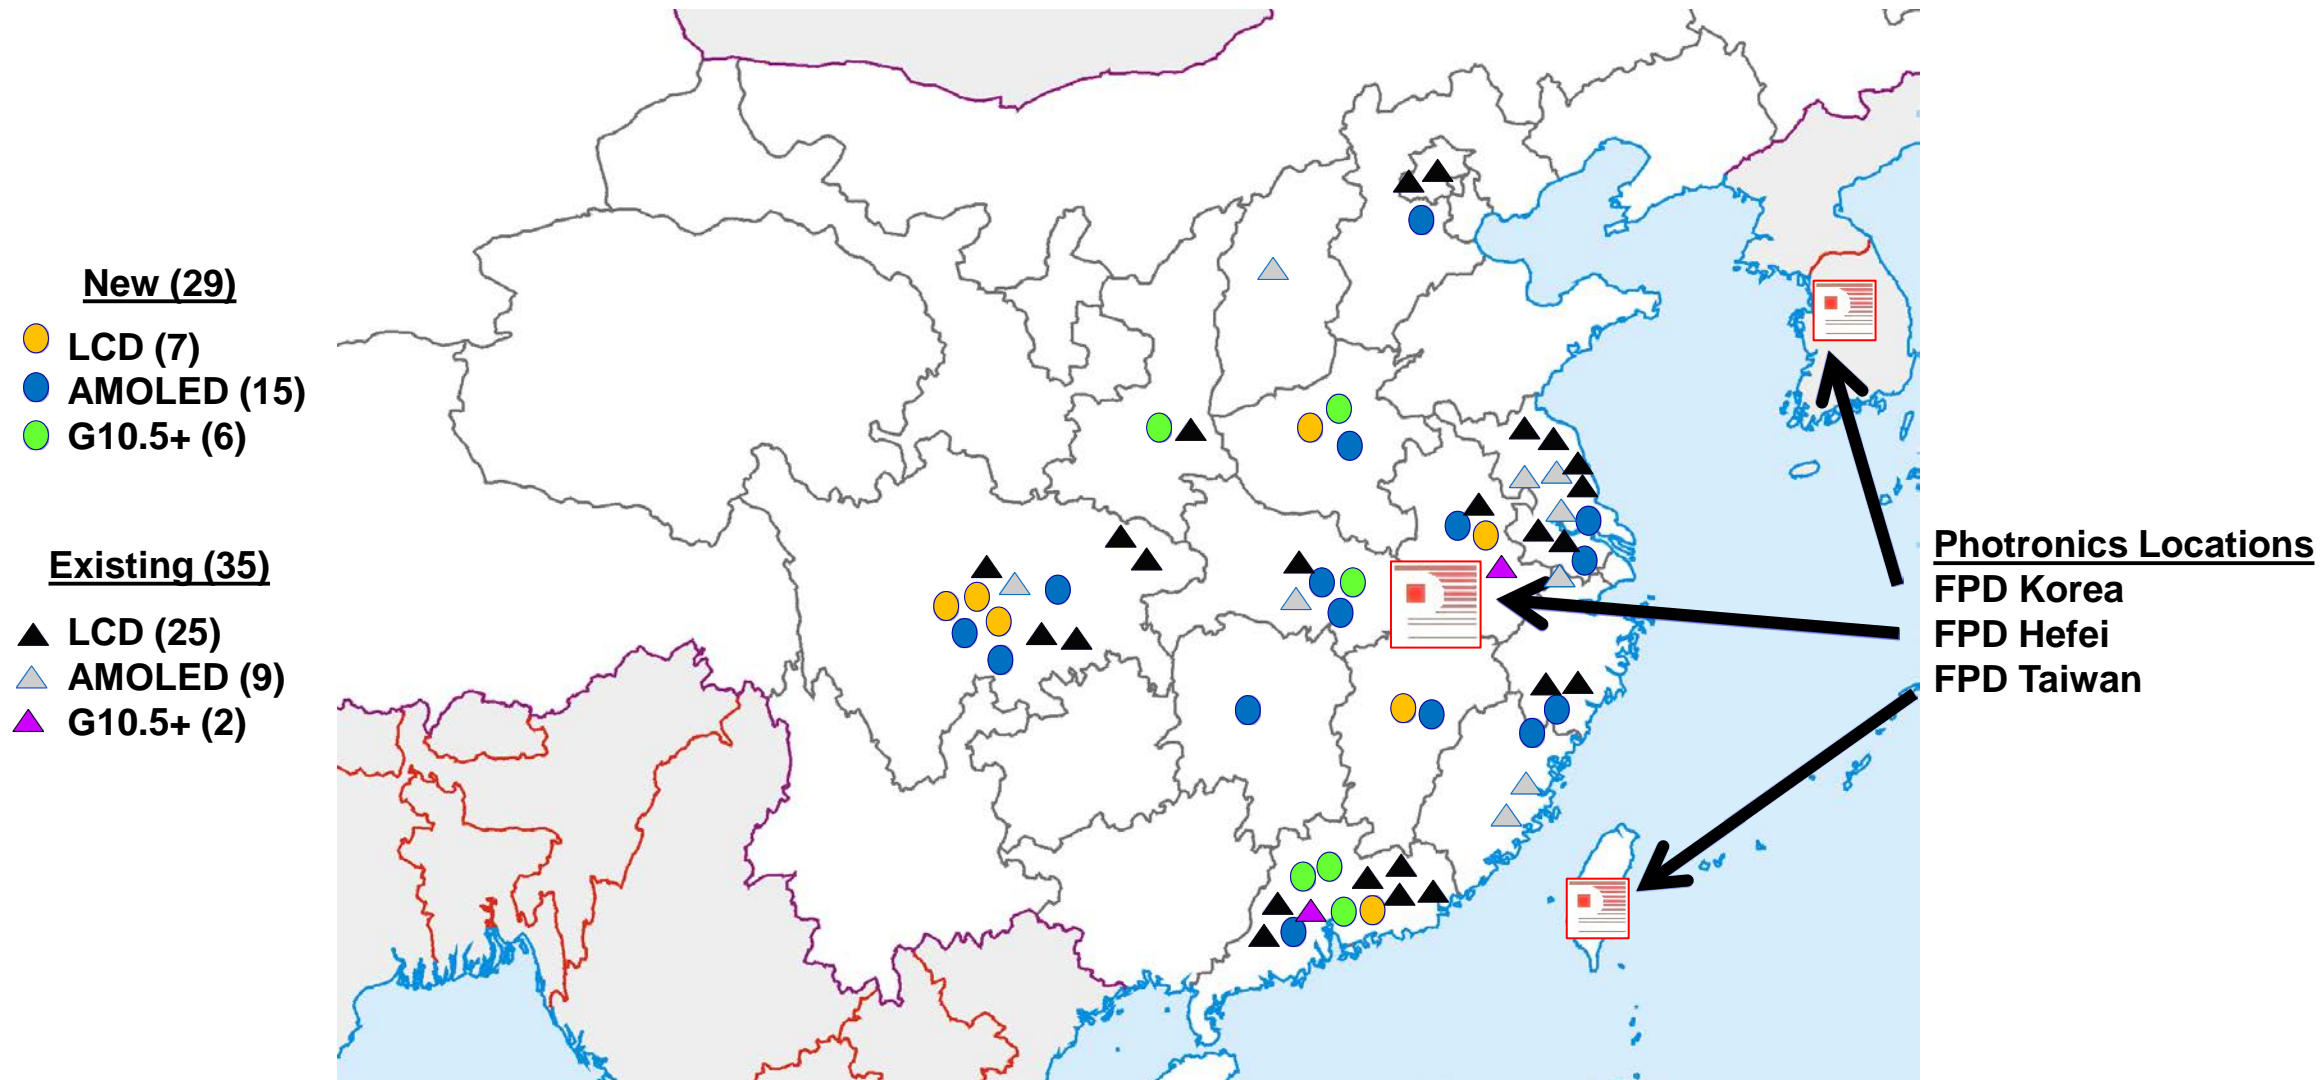 New (29)
LCD (7)
AMOLED (15)
G10.5+ (6)
Existing (35)
LCD (25)
AMOLED (9)
G10.5+ (2)
Photronics Locations
FPD Korea
FPD Hefei
FPD Taiwan